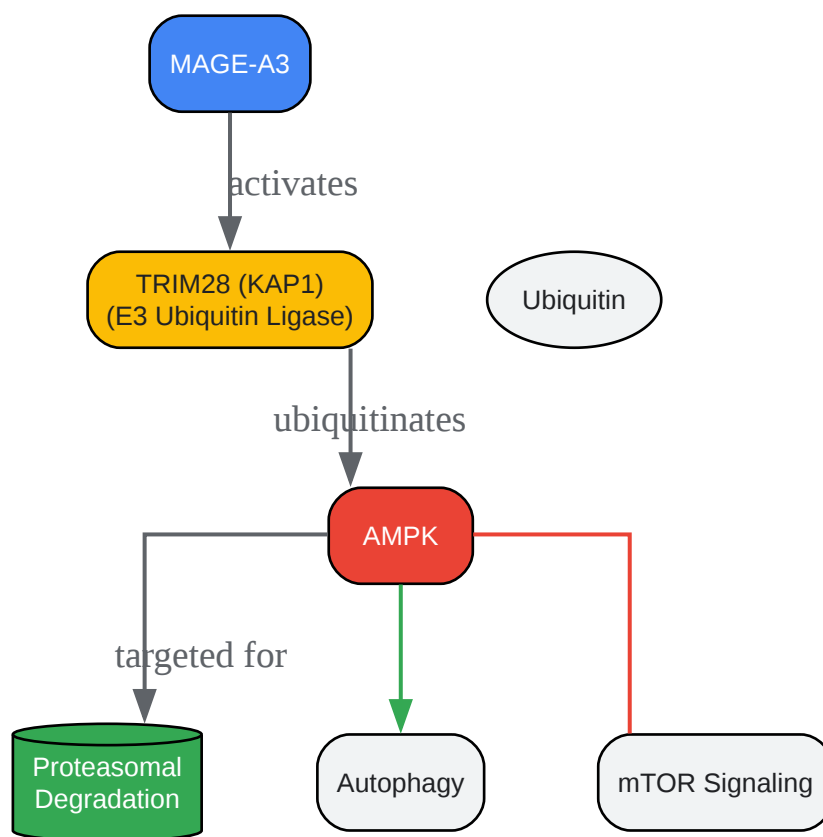 MAGE-A3
activates
TRIM28 (KAP1)
(E3 Ubiquitin Ligase)
Ubiquitin
ubiquitinates
AMPK
targeted for
Proteasomal
Degradation
Autophagy
mTOR Signaling